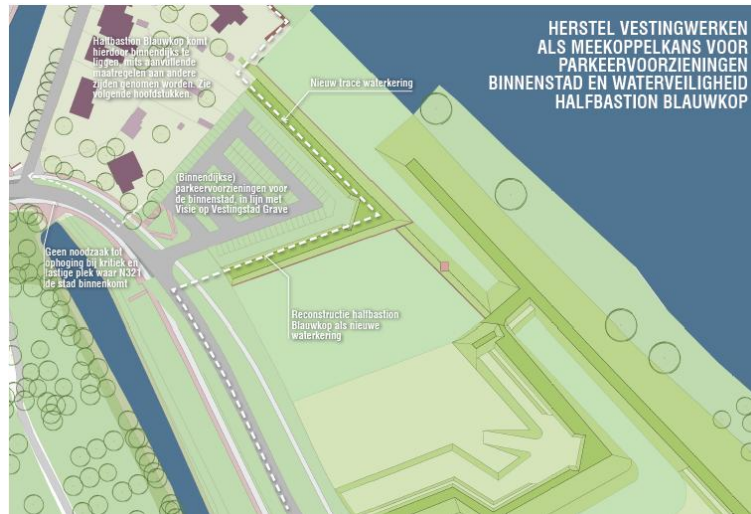 HERSTEL VESTINGWERKEN
ALS MEEKOPPELKANS VOOR
PARKEERVOORZIENINGEN
BINNENSTAD EN WATERVEILIGHEID
HALFBASTION BLAUWKOP
Halfbastion Blauwkop komt
hierdoor binnendijks te
liggen, mits aanvullende
maatregelen aan andere
zijden genomen worden. Zie
volgende hoofdstukken.
Nieuw tracé waterkering
(Binnendijkse)
parkeervoorzieningen voor
de binnenstad, in lijn met
Visie op Vestingstad Grave
Geen noodzaak tot
ophoging bij kritiek en
lastige plek waar N321
de stad binnenkomt
Reconstructie halfbastion
Blauwkop als nieuwe
waterkering